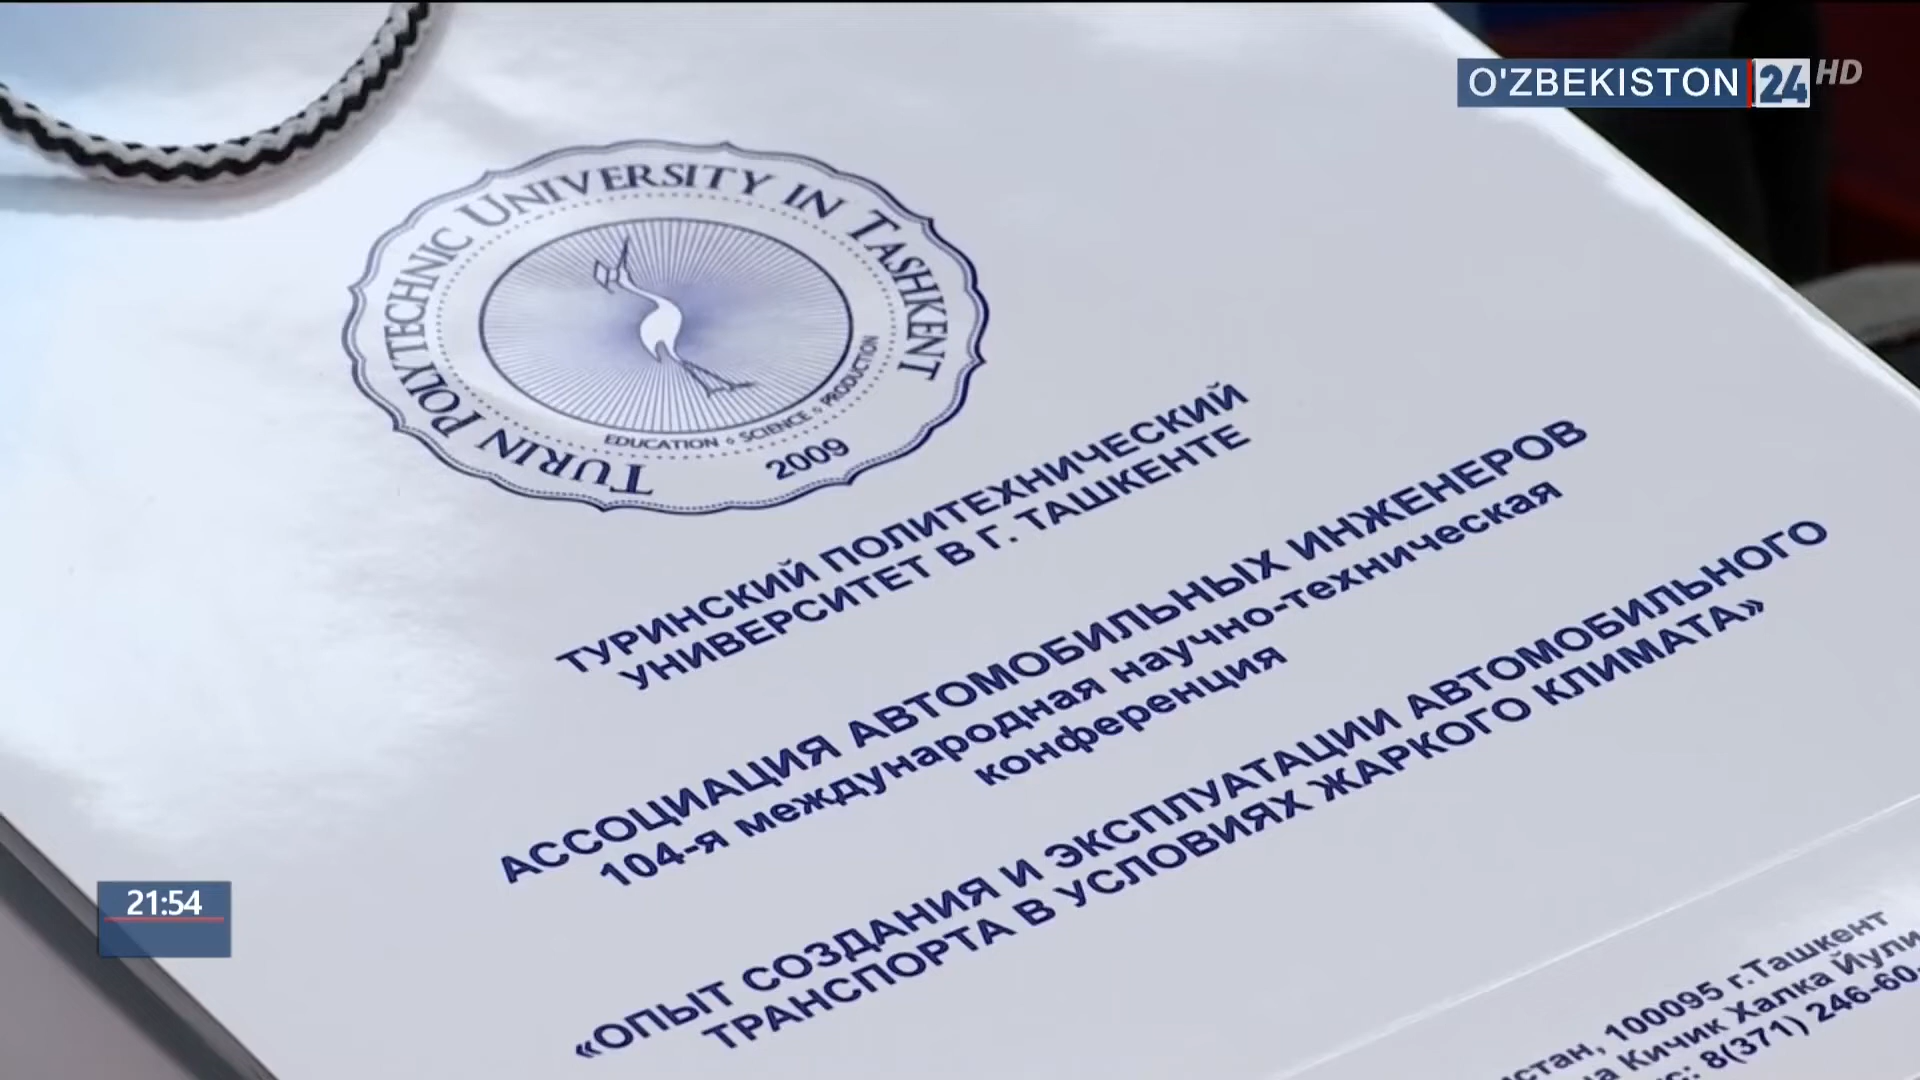 O'ZBEKISTON 24 HD
TURIN POLYTECHNIC UNIVERSITY IN TASHKENT
EDUCATION ◊ SCIENCE ◊ PRODUCTION
2009
ТУРИНСКИЙ ПОЛИТЕХНИЧЕСКИЙ
УНИВЕРСИТЕТ В Г. ТАШКЕНТЕ
АССОЦИАЦИЯ АВТОМОБИЛЬНЫХ ИНЖЕНЕРОВ
104-я международная научно-техническая
конференция
«ОПЫТ СОЗДАНИЯ И ЭКСПЛУАТАЦИИ АВТОМОБИЛЬНОГО
ТРАНСПОРТА В УСЛОВИЯХ ЖАРКОГО КЛИМАТА»
100095 г.Ташкент
Кичик Халка Йули
8(371) 246-60-
21:54